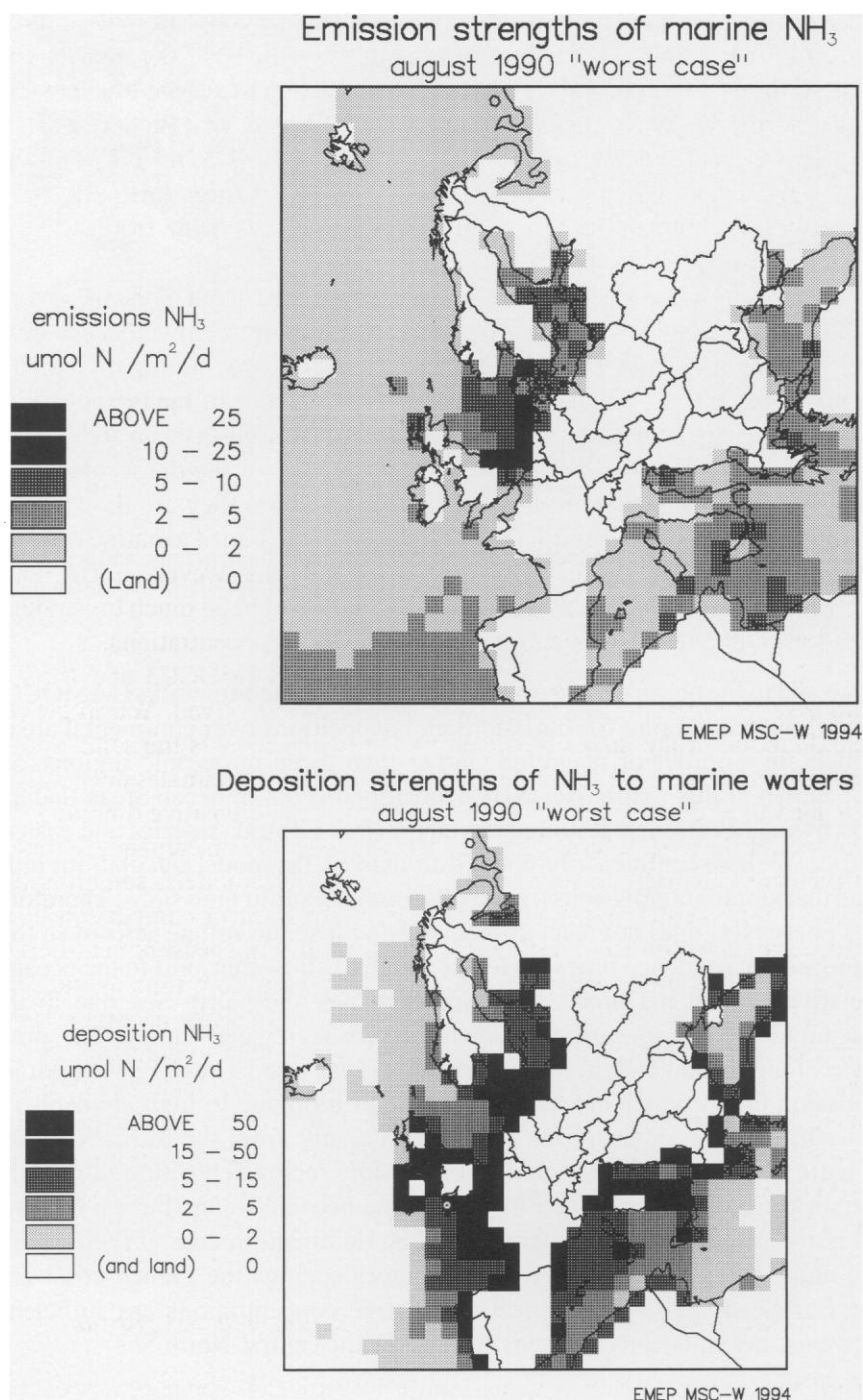 Emission strengths of marine NH₃
august 1990 "worst case"
emissions NH₃
umol N /m²/d
ABOVE 25
10 – 25
5 – 10
2 – 5
0 – 2
(Land) 0
EMEP MSC–W 1994
Deposition strengths of NH₃ to marine waters
august 1990 "worst case"
deposition NH₃
umol N /m²/d
ABOVE 50
15 – 50
5 – 15
2 – 5
0 – 2
(and land) 0
EMEP MSC–W 1994